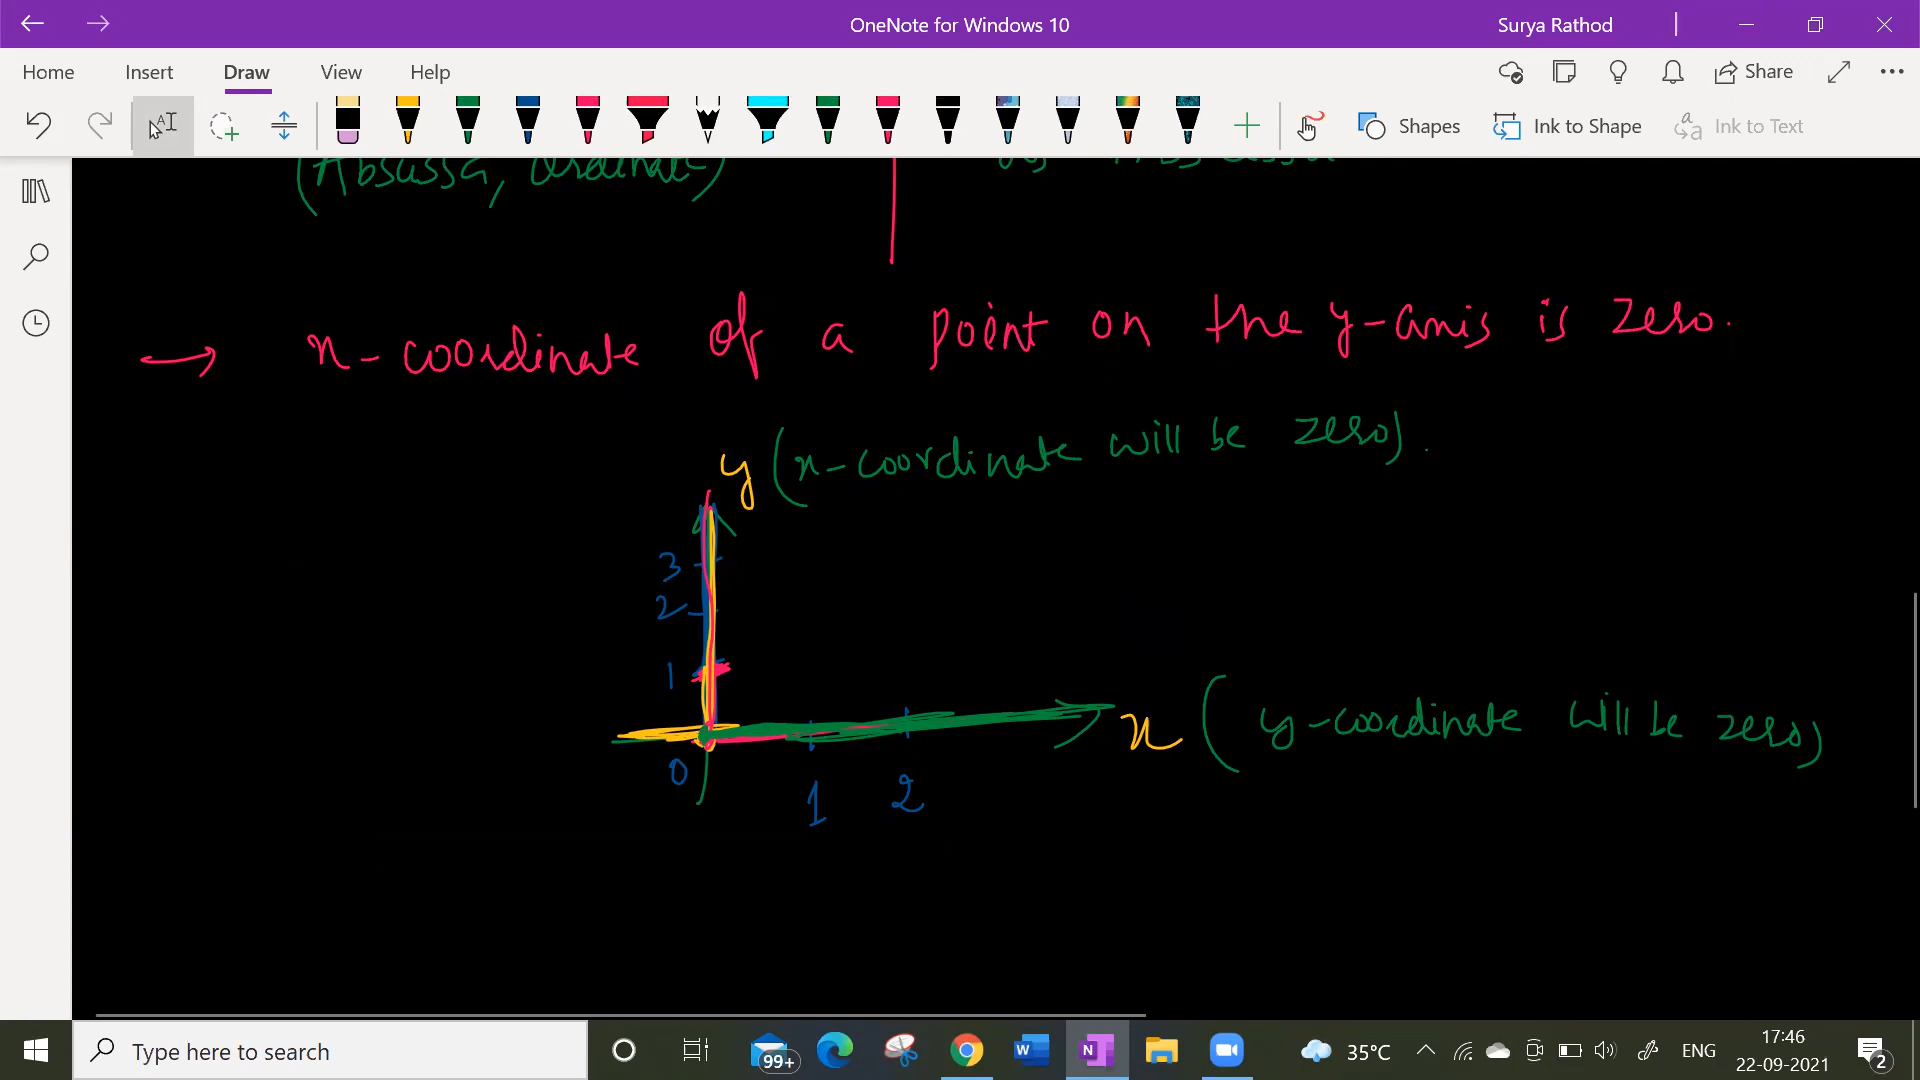 OneNote for Windows 10
Surya Rathod
Home Insert Draw View Help
Share
Shapes Ink to Shape Ink to Text
(Abscissa, Ordinate)
→ x-coordinate of a point on the y-axis is zero.
y (x-coordinate will be zero).
3
2
1
x ( y-coordinate will be zero)
0
1 2
Type here to search
99+
35°C
ENG
17:46
22-09-2021
2